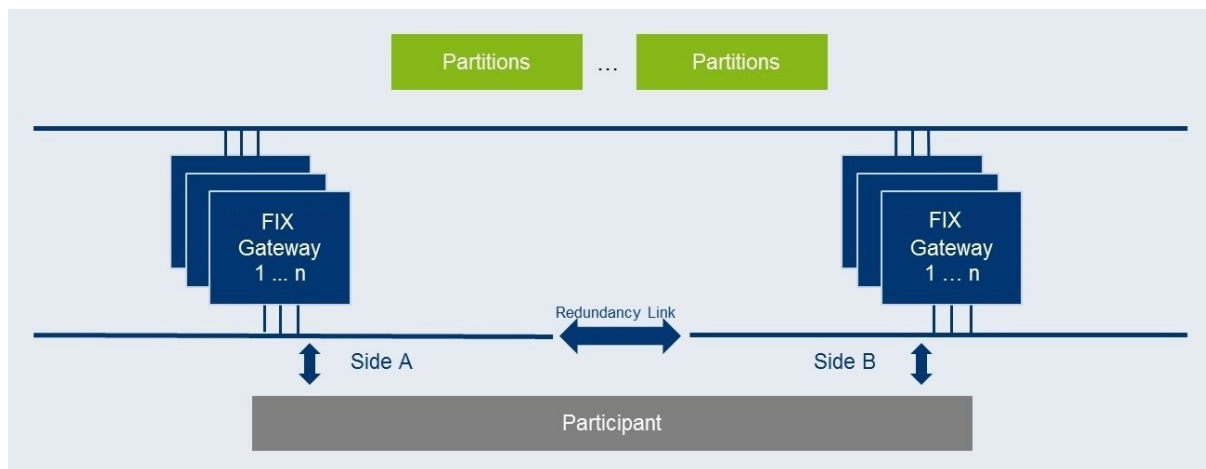 Partitions ... Partitions
FIX
Gateway
1 ... n
FIX
Gateway
1 ... n
Redundancy Link
Side A
Side B
Participant